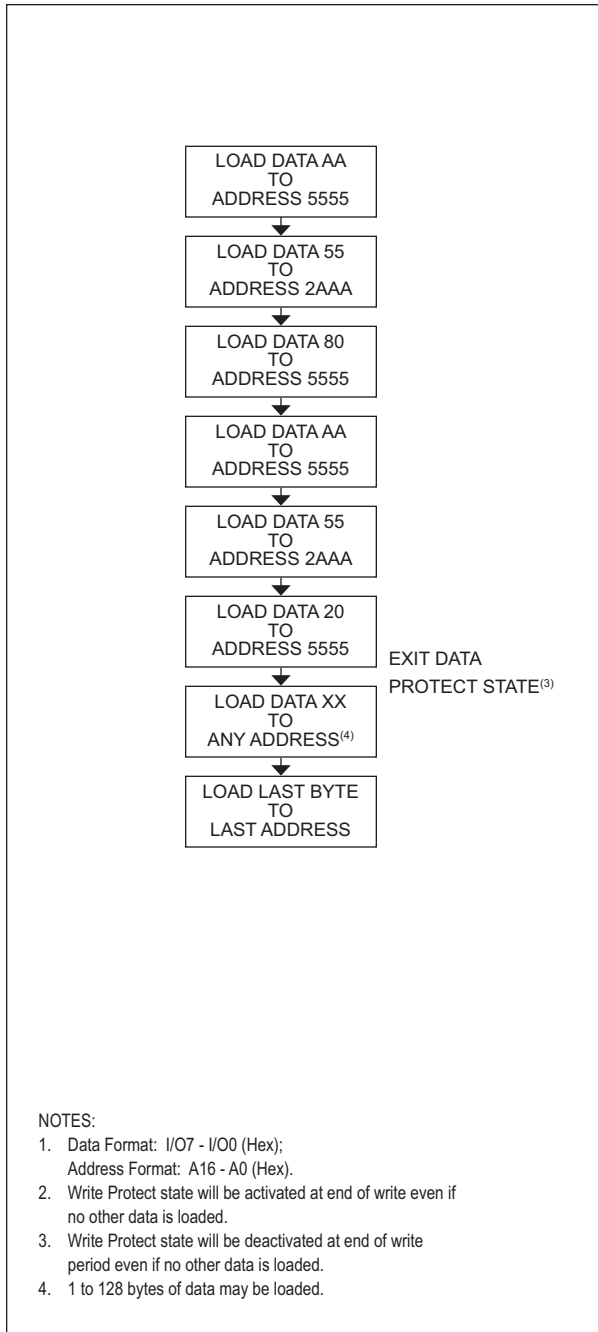 LOAD DATA AA
TO
ADDRESS 5555
LOAD DATA 55
TO
ADDRESS 2AAA
LOAD DATA 80
TO
ADDRESS 5555
LOAD DATA AA
TO
ADDRESS 5555
LOAD DATA 55
TO
ADDRESS 2AAA
LOAD DATA 20
TO
ADDRESS 5555
EXIT DATA
PROTECT STATE(3)
LOAD DATA XX
TO
ANY ADDRESS(4)
LOAD LAST BYTE
TO
LAST ADDRESS
NOTES:
1. Data Format: I/O7 - I/O0 (Hex);
Address Format: A16 - A0 (Hex).
2. Write Protect state will be activated at end of write even if
no other data is loaded.
3. Write Protect state will be deactivated at end of write
period even if no other data is loaded.
4. 1 to 128 bytes of data may be loaded.